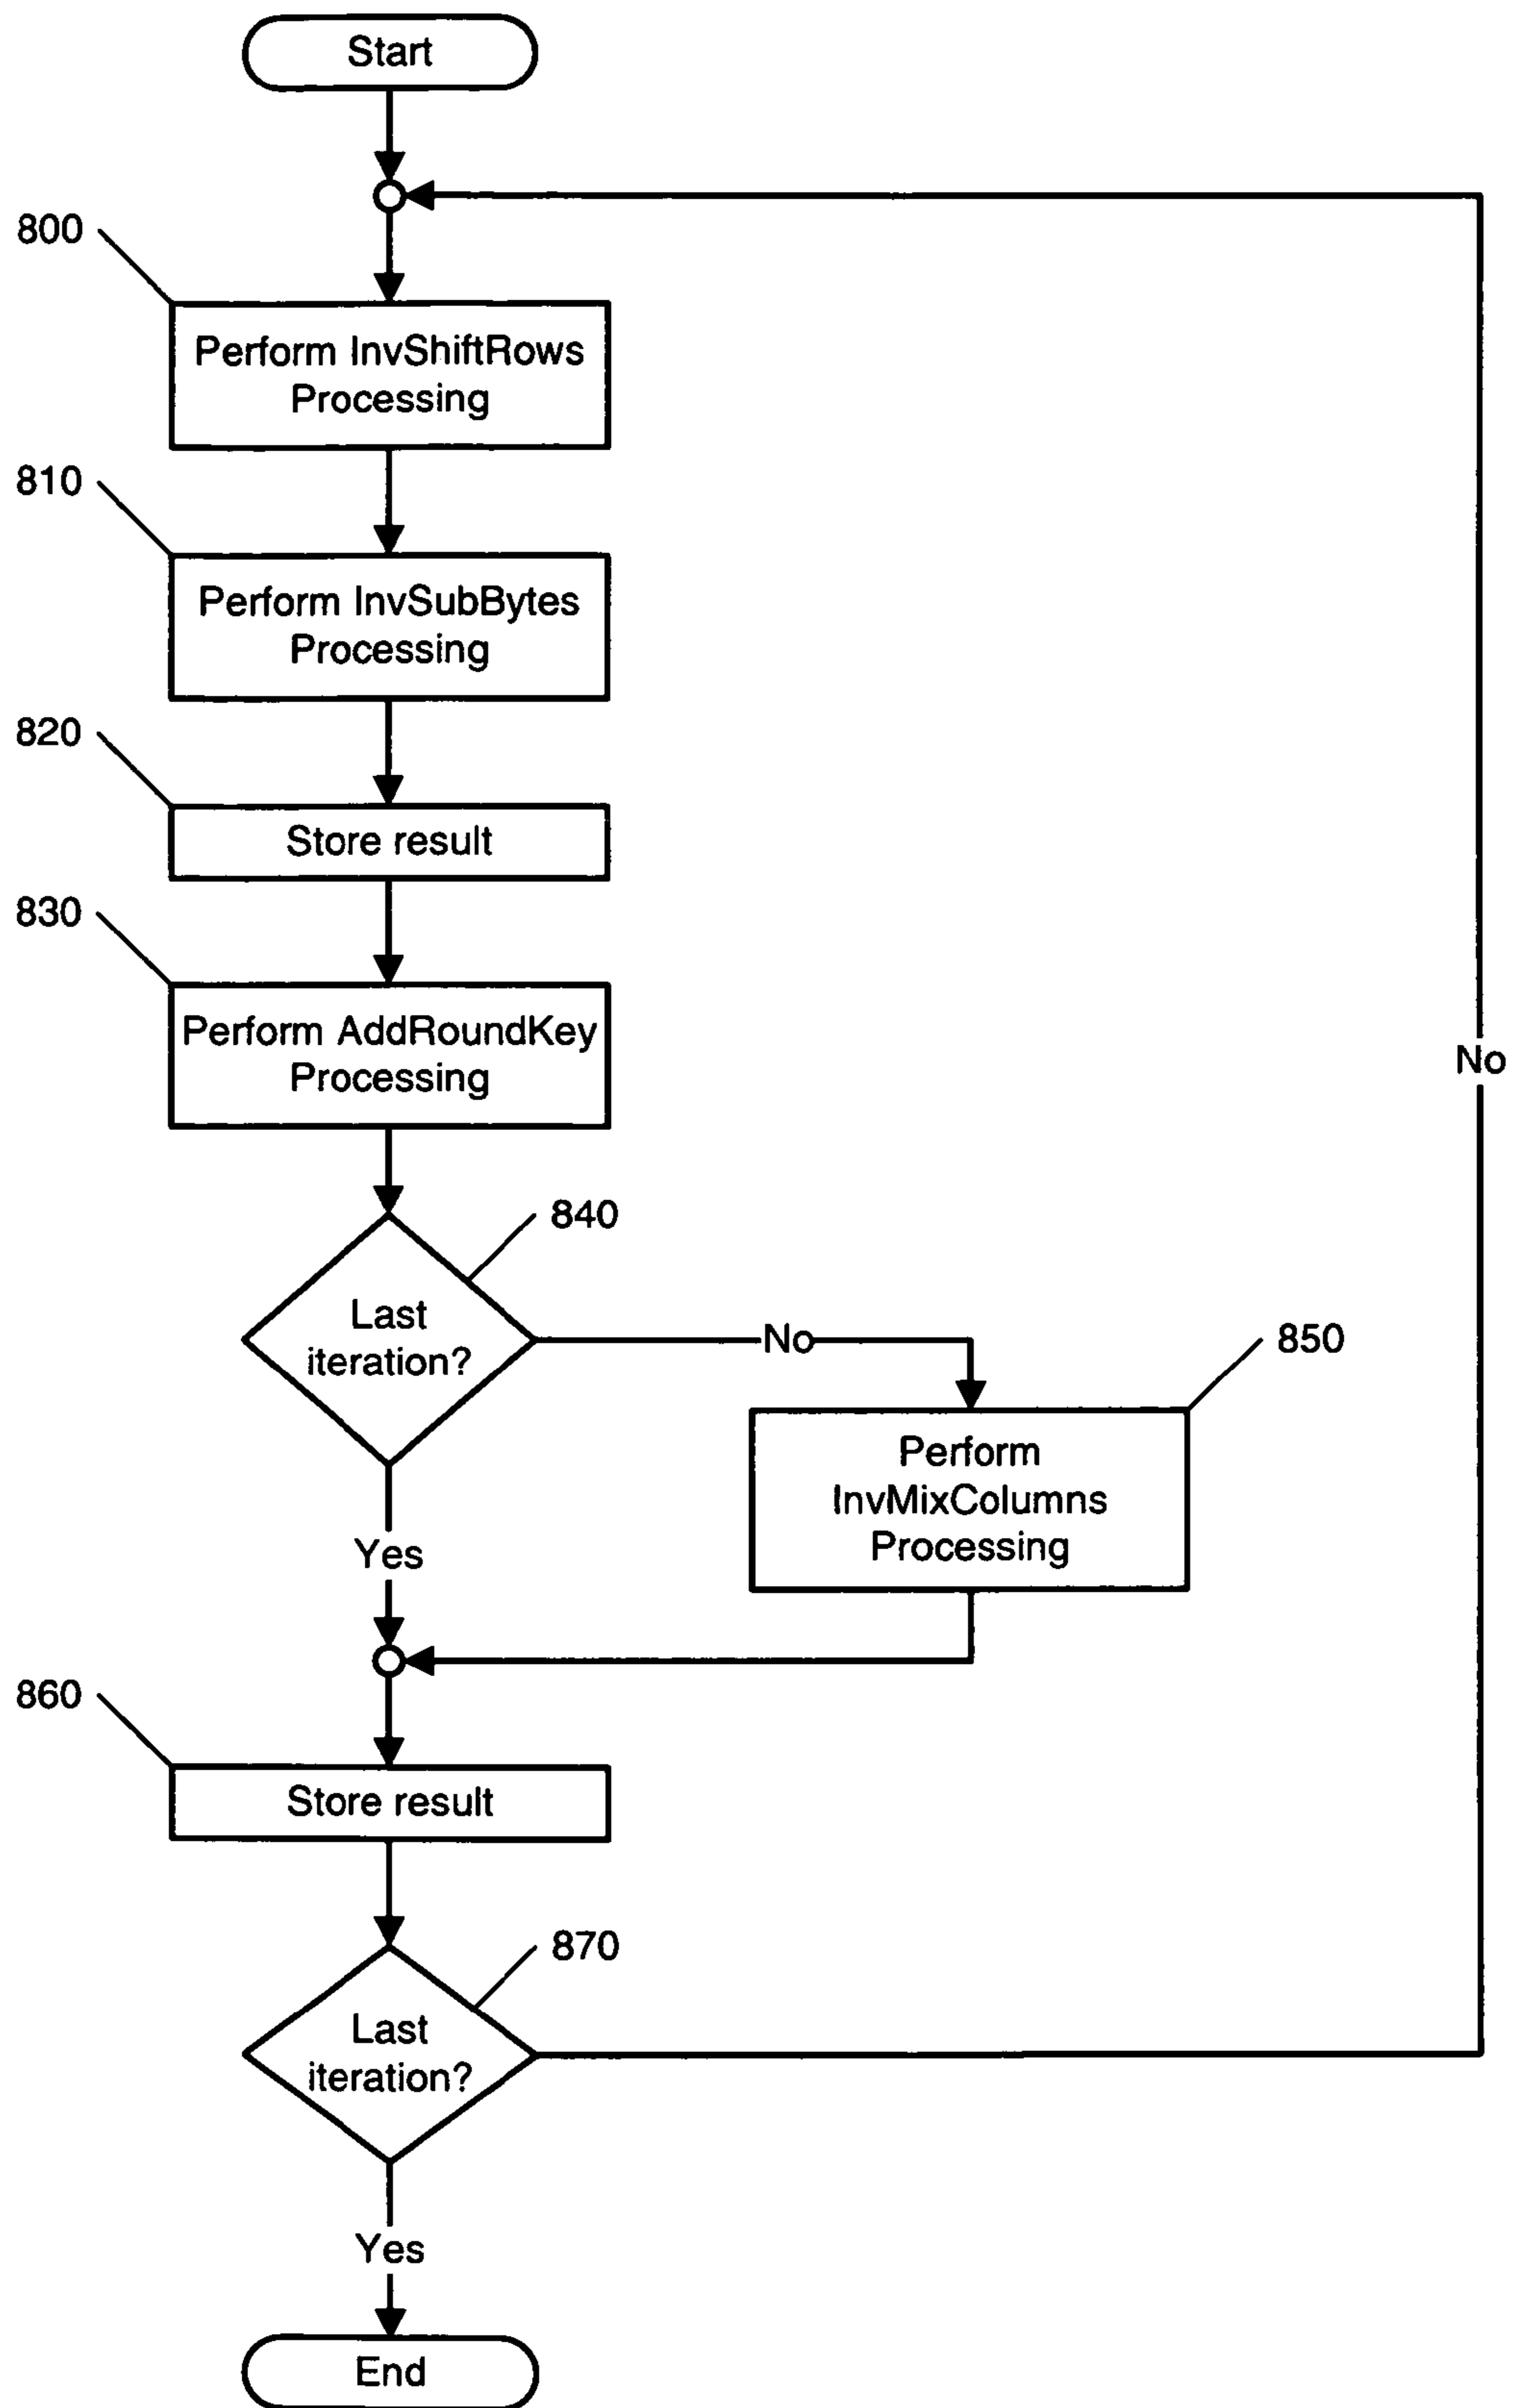 Start
800
Perform InvShiftRows
Processing
810
Perform InvSubBytes
Processing
820
Store result
830
Perform AddRoundKey
Processing
No
840
Last
iteration?
No
850
Perform
InvMixColumns
Processing
Yes
860
Store result
870
Last
iteration?
Yes
End